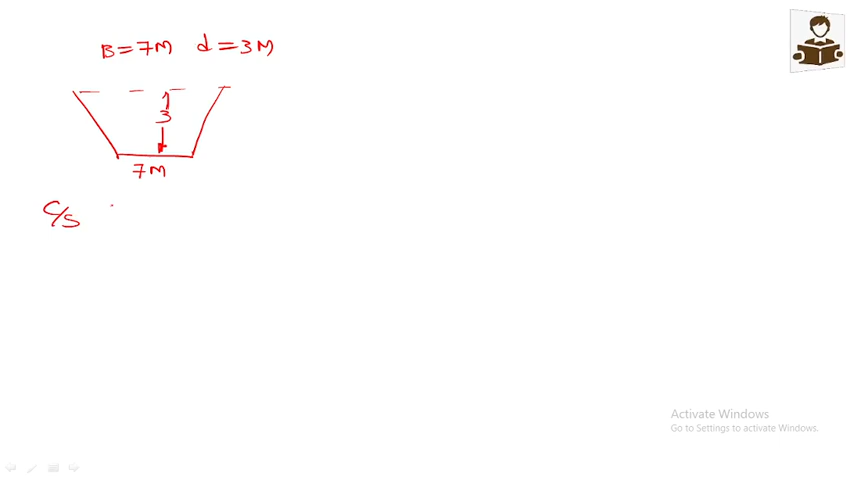 B = 7M d = 3M
3
7M
C/S
Activate Windows
Go to Settings to activate Windows.